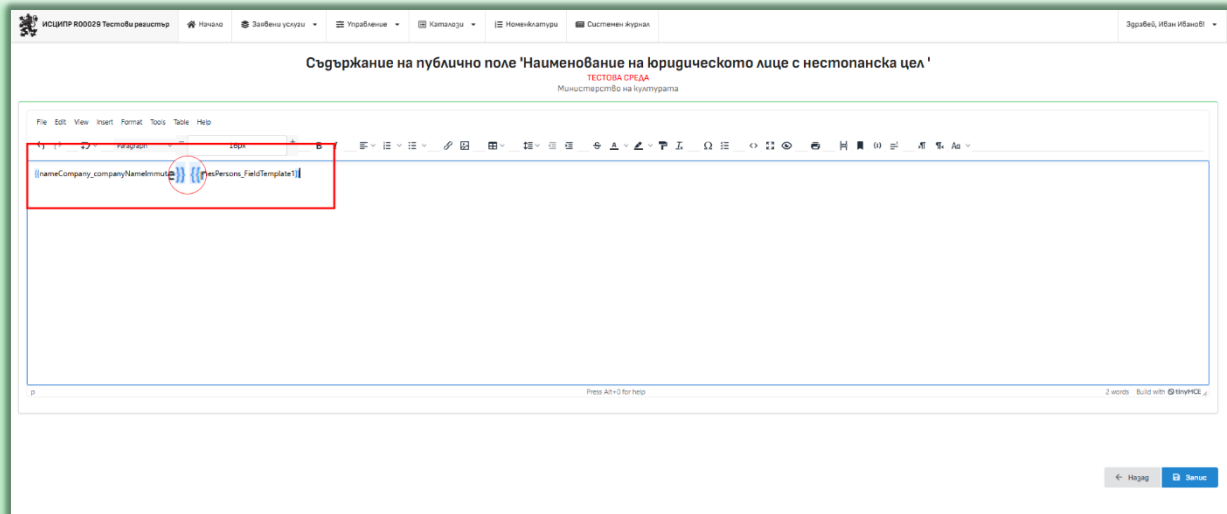 ИСЦИПР R00029 Тестови регистър Начало Заявени услуги Управление Каталози Номенклатури Системен журнал Здравей, Иван Иванов!
Съдържание на публично поле 'Наименование на юридическото лице с нестопанска цел '
ТЕСТОВА СРЕДА
Министерство на културата
File Edit View Insert Format Tools Table Help
Paragraph 16px
{{nameCompany_companyNameImmuta}} {{esPersons_FieldTemplate1}}
p Press Alt+0 for help 2 words Build with tinyMCE
Назад Запис